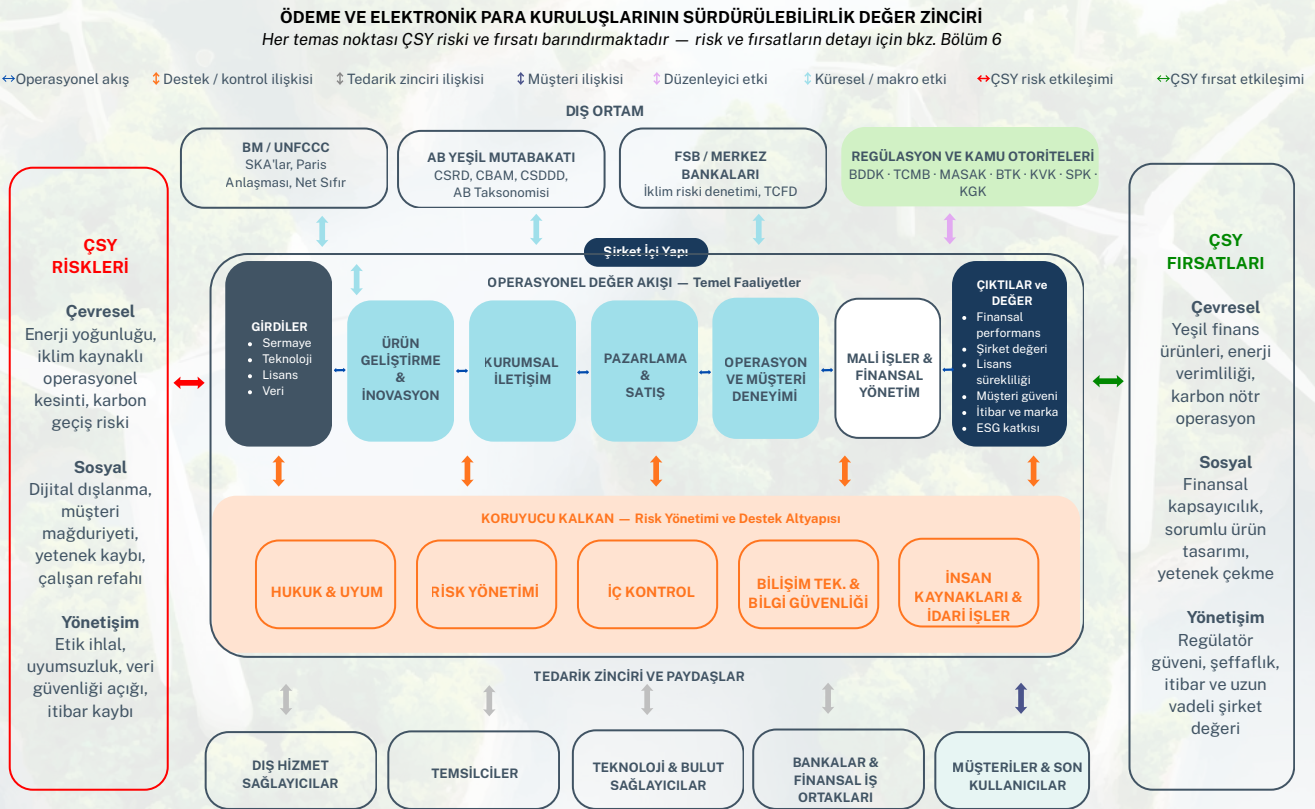 ÖDEME VE ELEKTRONİK PARA KURULUŞLARININ SÜRDÜRÜLEBİLİRLİK DEĞER ZİNCİRİ
Her temas noktası ÇSY riski ve fırsatı barındırmaktadır — risk ve fırsatların detayı için bkz. Bölüm 6
↔Operasyonel akış ↕Destek / kontrol ilişkisi ↕Tedarik zinciri ilişkisi ↕Müşteri ilişkisi ↕Düzenleyici etki ↕Küresel / makro etki ↔ÇSY risk etkileşimi ↔ÇSY fırsat etkileşimi
DIŞ ORTAM
BM / UNFCCC
SKA'lar, Paris
Anlaşması, Net Sıfır
AB YEŞİL MUTABAKATI
CSRD, CBAM, CSDDD,
AB Taksonomisi
FSB / MERKEZ
BANKALARI
İklim riski denetimi, TCFD
REGÜLASYON VE KAMU OTORİTELERİ
BDDK · TCMB · MASAK · BTK · KVK · SPK ·
KGK
ÇSY
RİSKLERİ
Çevresel
Enerji yoğunluğu,
iklim kaynaklı
operasyonel
kesinti, karbon
geçiş riski
Sosyal
Dijital dışlanma,
müşteri
mağduriyeti,
yetenek kaybı,
çalışan refahı
Yönetişim
Etik ihlal,
uyumsuzluk, veri
güvenliği açığı,
itibar kaybı
Şirket İçi Yapı
OPERASYONEL DEĞER AKIŞI — Temel Faaliyetler
GİRDİLER
• Sermaye
• Teknoloji
• Lisans
• Veri
ÜRÜN
GELİŞTİRME
&
İNOVASYON
KURUMSAL
İLETİŞİM
PAZARLAMA
&
SATIŞ
OPERASYON
VE MÜŞTERİ
DENEYİMİ
MALİ İŞLER &
FİNANSAL
YÖNETİM
ÇIKTILAR ve
DEĞER
• Finansal
performans
• Şirket değeri
• Lisans
sürekliliği
• Müşteri güveni
• İtibar ve marka
• ESG katkısı
KORUYUCU KALKAN — Risk Yönetimi ve Destek Altyapısı
HUKUK & UYUM
RİSK YÖNETİMİ
İÇ KONTROL
BİLİŞİM TEK. &
BİLGİ GÜVENLİĞİ
İNSAN
KAYNAKLARI &
İDARİ İŞLER
TEDARİK ZİNCİRİ VE PAYDAŞLAR
DIŞ HİZMET
SAĞLAYICILAR
TEMSİLCİLER
TEKNOLOJİ & BULUT
SAĞLAYICILAR
BANKALAR &
FİNANSAL İŞ
ORTAKLARI
MÜŞTERİLER & SON
KULLANICILAR
ÇSY
FIRSATLARI
Çevresel
Yeşil finans
ürünleri, enerji
verimliliği,
karbon nötr
operasyon
Sosyal
Finansal
kapsayıcılık,
sorumlu ürün
tasarımı,
yetenek çekme
Yönetişim
Regülatör
güveni, şeffaflık,
itibar ve uzun
vadeli şirket
değeri